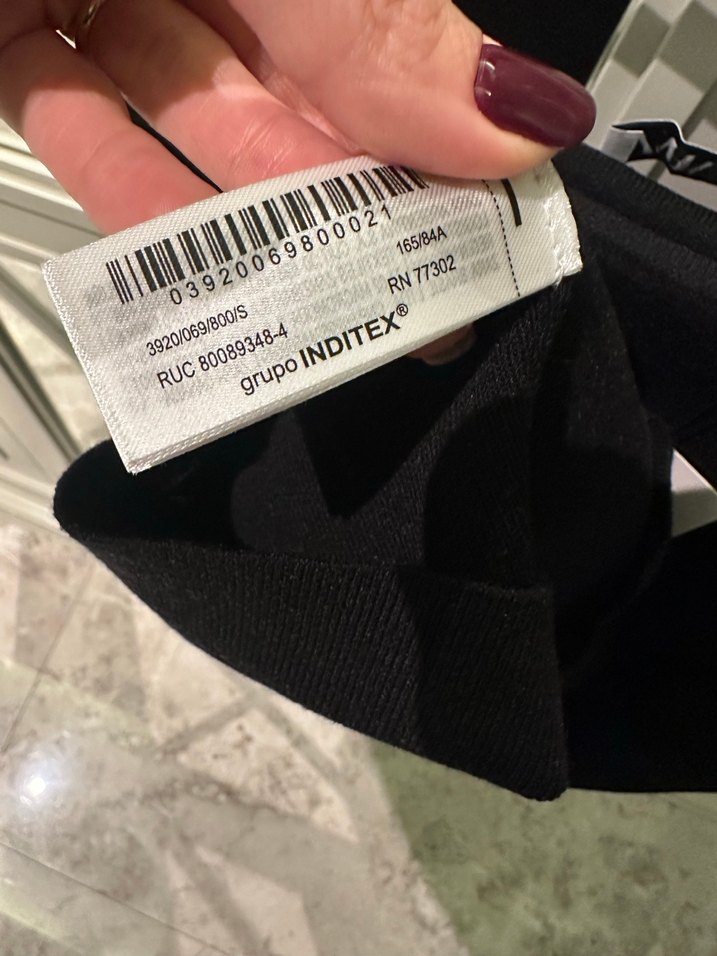 03920069800021
3920/069/800/S
165/84A
RUC 80089348-4
RN 77302
grupo INDITEX®